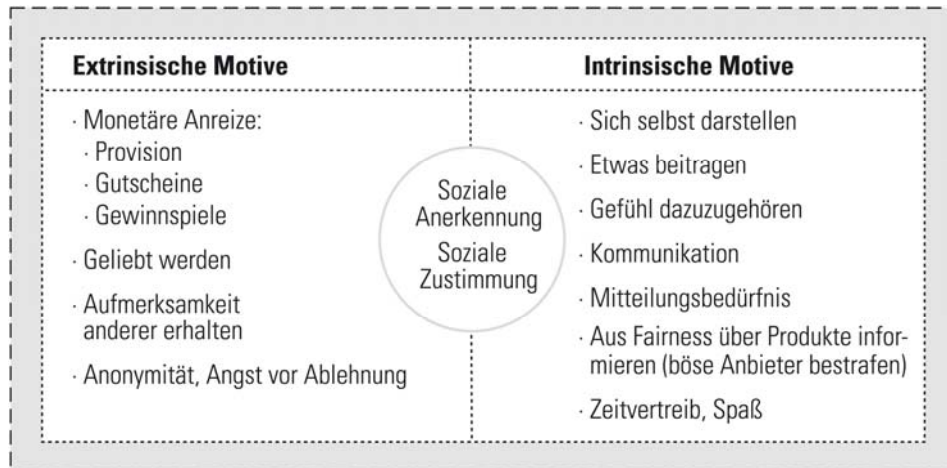 Extrinsische Motive
· Monetäre Anreize:
· Provision
· Gutscheine
· Gewinnspiele
· Geliebt werden
· Aufmerksamkeit
anderer erhalten
· Anonymität, Angst vor Ablehnung
Soziale
Anerkennung
Soziale
Zustimmung
Intrinsische Motive
· Sich selbst darstellen
· Etwas beitragen
· Gefühl dazuzugehören
· Kommunikation
· Mitteilungsbedürfnis
· Aus Fairness über Produkte infor-
mieren (böse Anbieter bestrafen)
· Zeitvertreib, Spaß